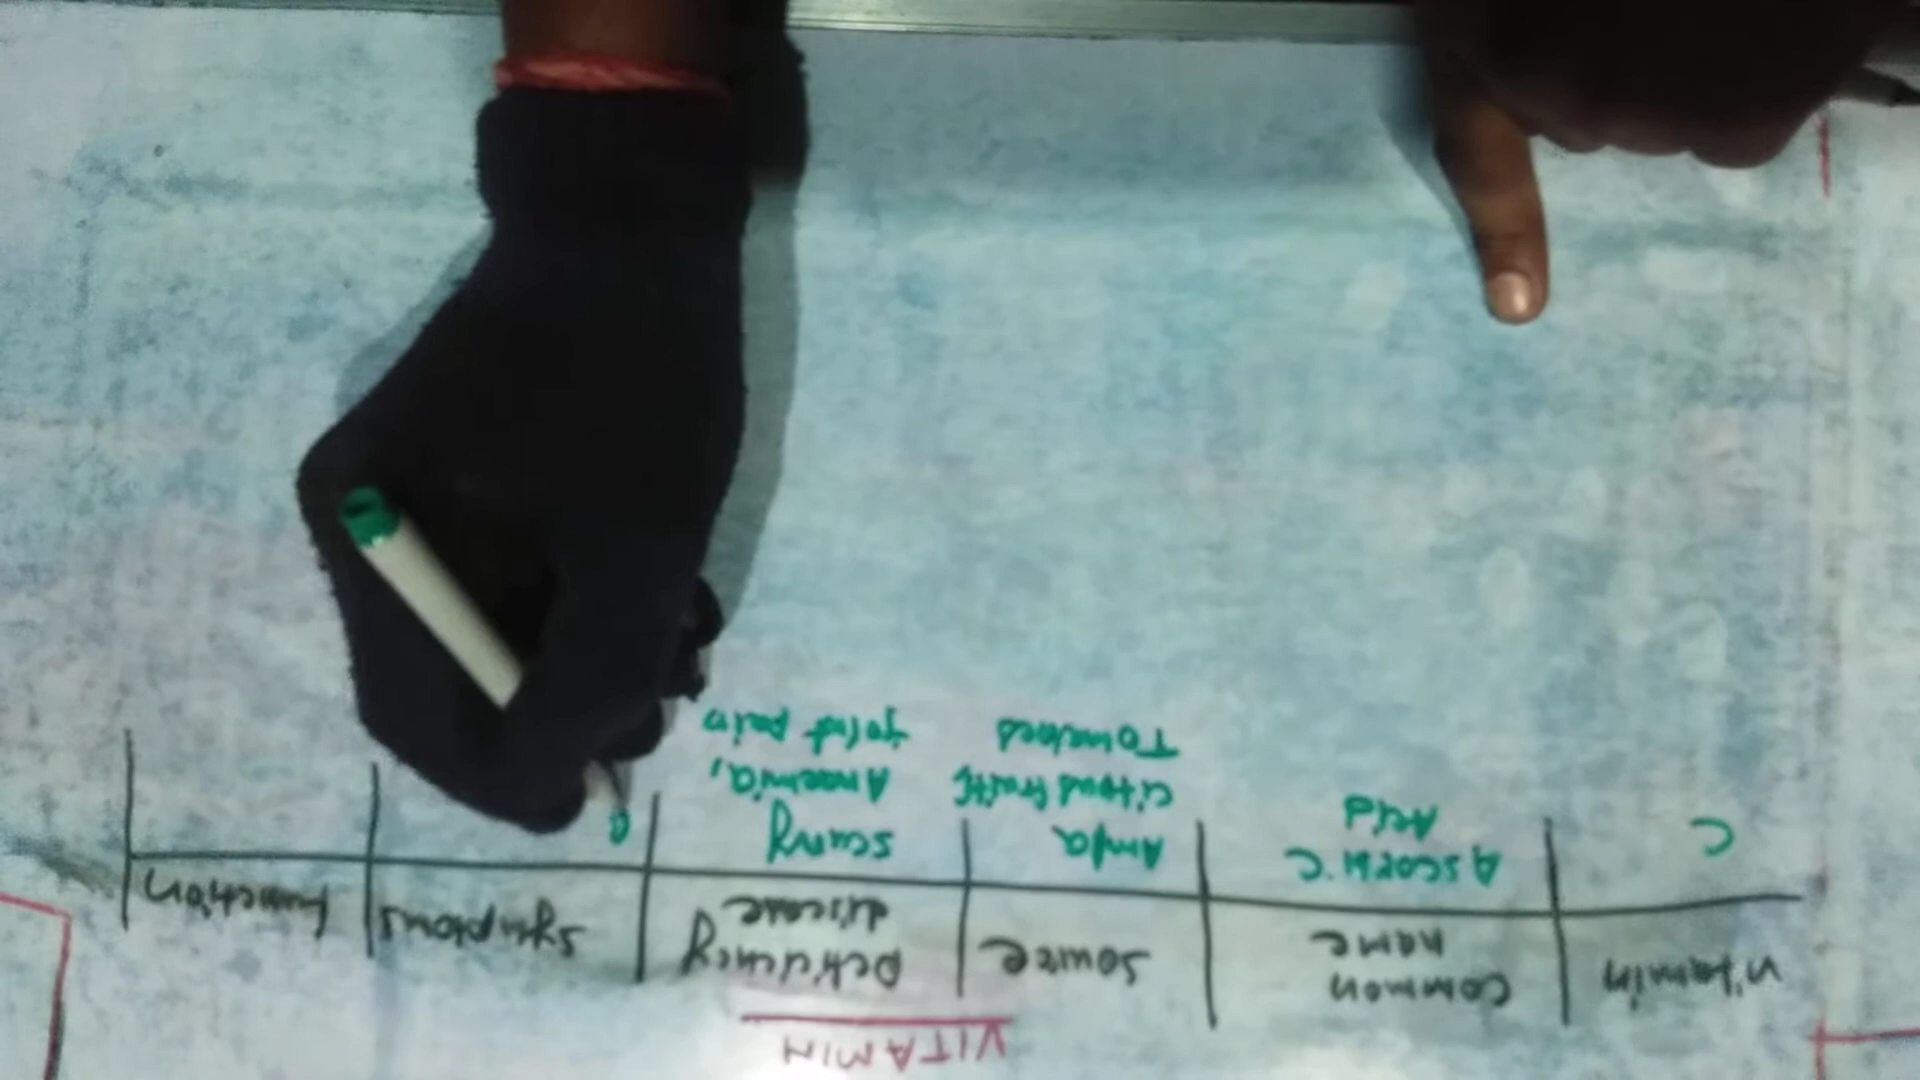 VITAMIN
Vitamin
common
name
source
Deficiency
disease
symptoms
function
C
Ascorbic
Acid
Amla
citrus fruits
Tomatoes
scurvy
Anaemia,
joint pain